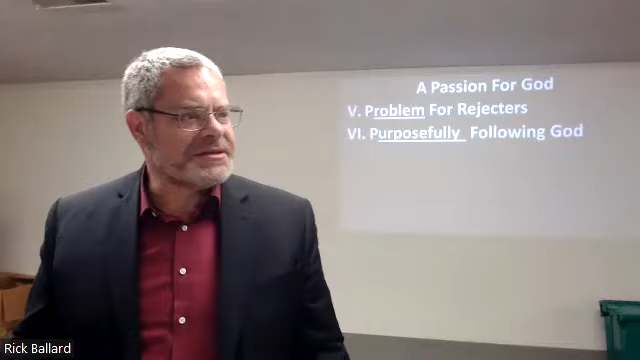 A Passion For God
V. Problem For Rejecters
VI. Purposefully Following God
Rick Ballard